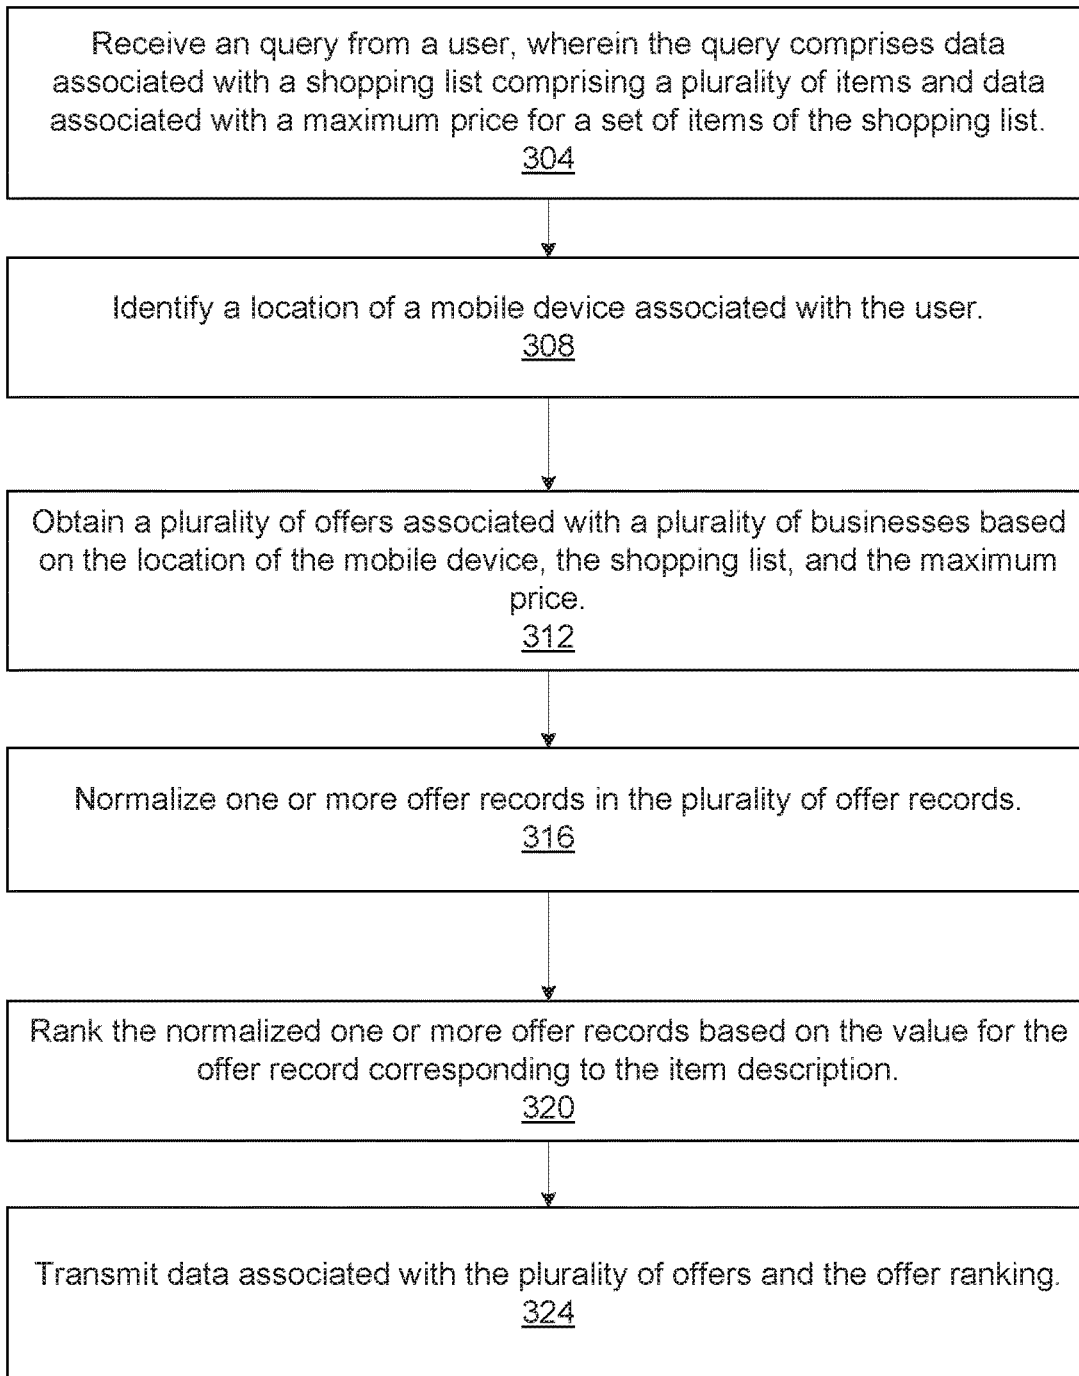 Receive an query from a user, wherein the query comprises data
associated with a shopping list comprising a plurality of items and data
associated with a maximum price for a set of items of the shopping list.
304
Identify a location of a mobile device associated with the user.
308
Obtain a plurality of offers associated with a plurality of businesses based
on the location of the mobile device, the shopping list, and the maximum
price.
312
Normalize one or more offer records in the plurality of offer records.
316
Rank the normalized one or more offer records based on the value for the
offer record corresponding to the item description.
320
Transmit data associated with the plurality of offers and the offer ranking.
324